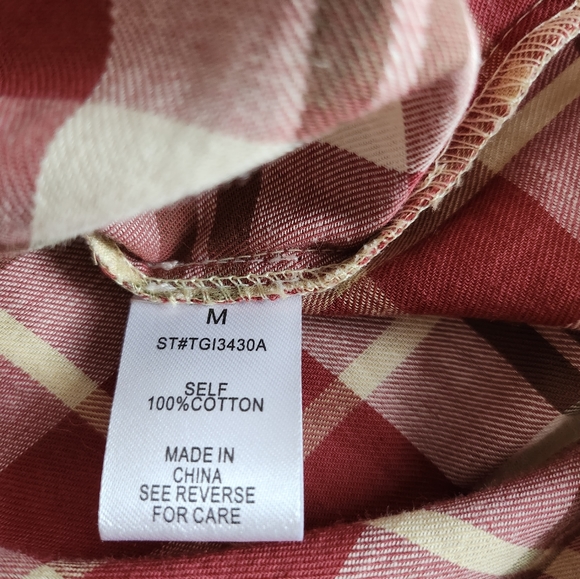 M
ST#TGI3430A
SELF
100%COTTON
MADE IN
CHINA
SEE REVERSE
FOR CARE